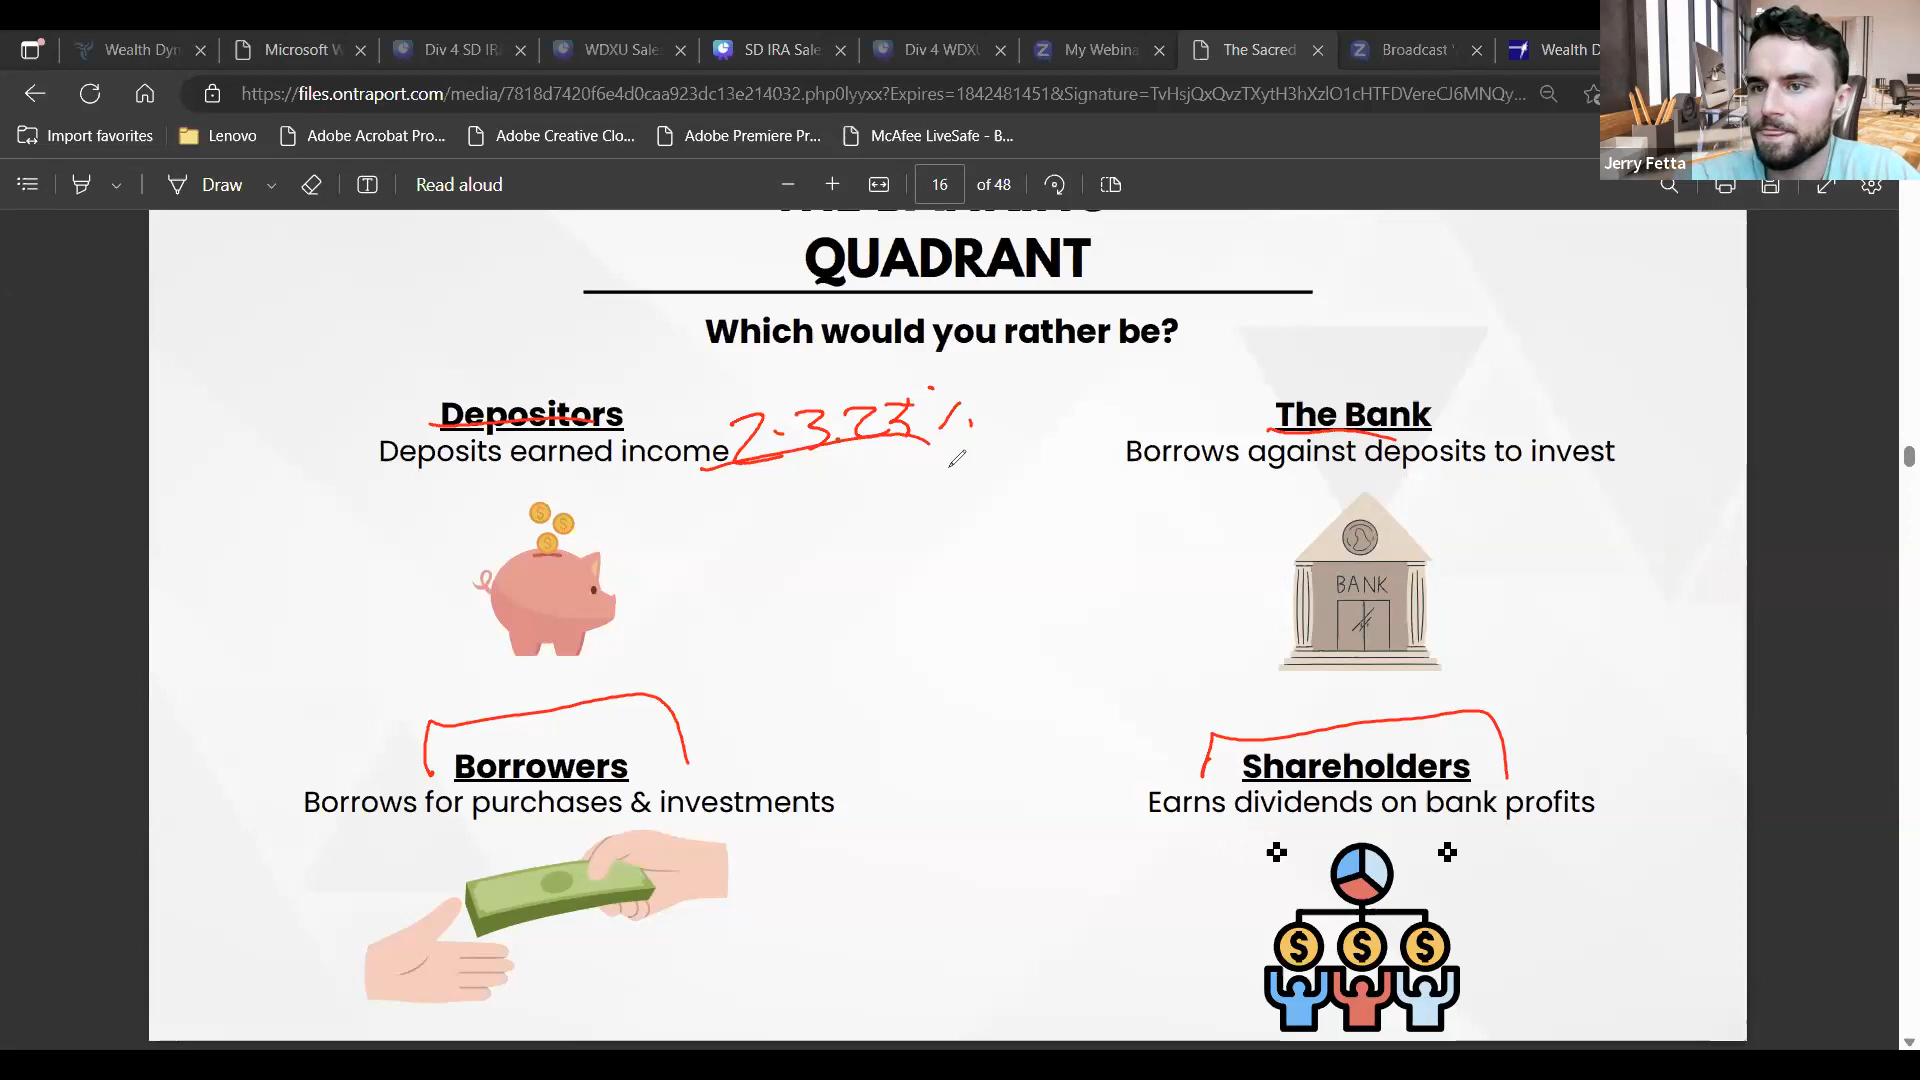 Wealth Dyn
Microsoft W
Div 4 SD IRA
WDXU Sale
SD IRA Sale
Div 4 WDXU
My Webina
The Sacred
Broadcast
Wealth D
https://files.ontraport.com/media/7818d7420f6e4d0caa923dc13e214032.php0lyyxx?Expires=1842481451&Signature=TvHsjQxQvzTXytH3hXzlO1cHTFDVereCJ6MNQy...
Import favorites
Lenovo
Adobe Acrobat Pro...
Adobe Creative Clo...
Adobe Premiere Pr...
McAfee LiveSafe - B...
Jerry Fetta
Draw
Read aloud
16
of 48
QUADRANT
Which would you rather be?
Depositors
Deposits earned income
2-3.23%
The Bank
Borrows against deposits to invest
BANK
Borrowers
Borrows for purchases & investments
Shareholders
Earns dividends on bank profits
$ $ $